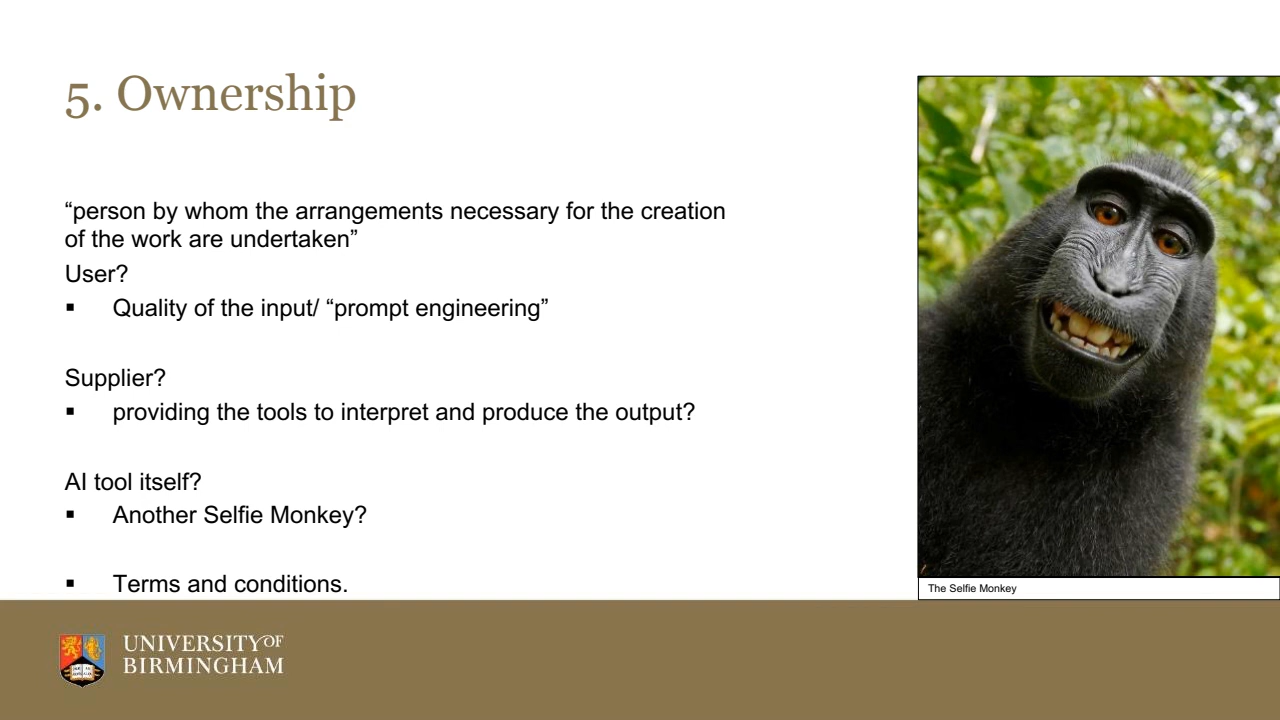 5. Ownership
“person by whom the arrangements necessary for the creation
of the work are undertaken”
User?
▪ Quality of the input/ “prompt engineering”
Supplier?
▪ providing the tools to interpret and produce the output?
AI tool itself?
▪ Another Selfie Monkey?
▪ Terms and conditions.
The Selfie Monkey
UNIVERSITY OF
BIRMINGHAM